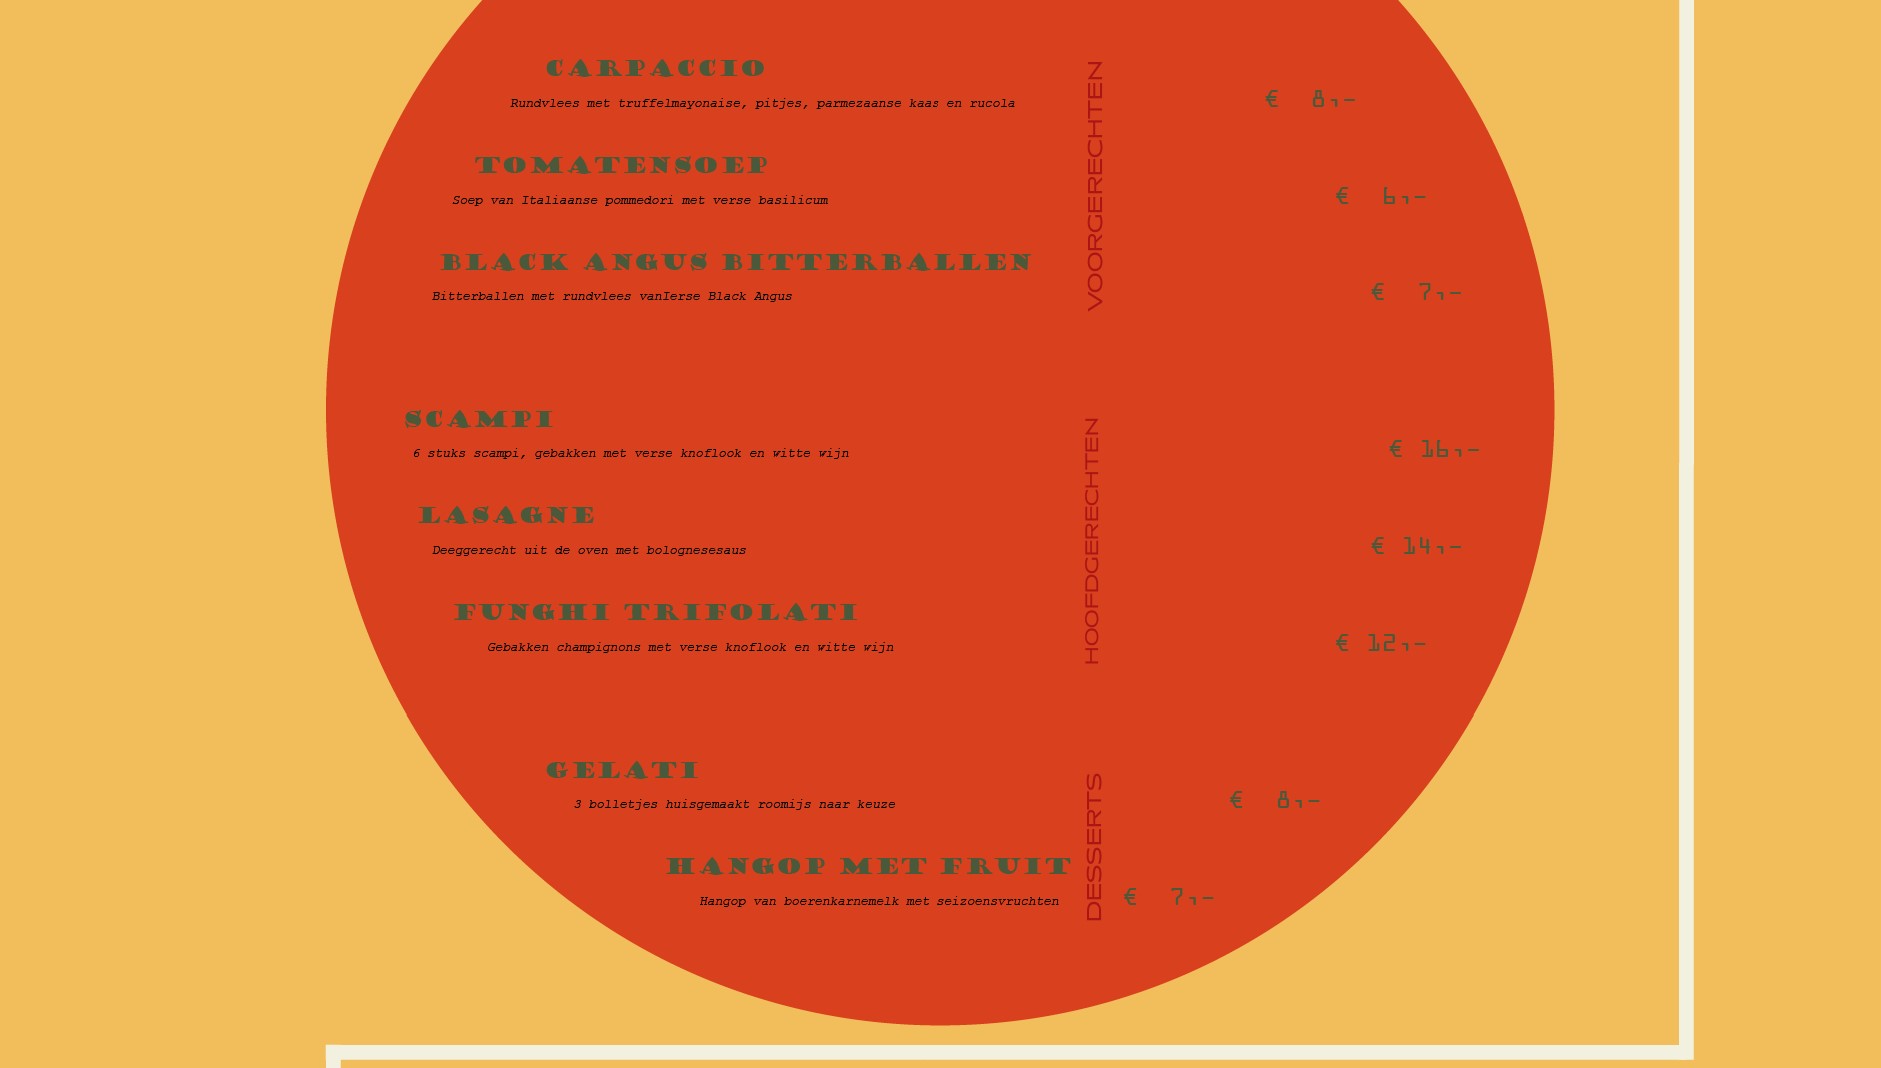 VOORGERECHTEN
CARPACCIO
Rundvlees met truffelmayonaise, pitjes, parmezaanse kaas en rucola
€ 8,-
TOMATENSOEP
Soep van Italiaanse pommedori met verse basilicum
€ 6,-
BLACK ANGUS BITTERBALLEN
Bitterballen met rundvlees vanIerse Black Angus
€ 7,-
HOOFDGERECHTEN
SCAMPI
6 stuks scampi, gebakken met verse knoflook en witte wijn
€ 16,-
LASAGNE
Deeggerecht uit de oven met bolognesesaus
€ 14,-
FUNGHI TRIFOLATI
Gebakken champignons met verse knoflook en witte wijn
€ 12,-
DESSERTS
GELATI
3 bolletjes huisgemaakt roomijs naar keuze
€ 8,-
HANGOP MET FRUIT
Hangop van boerenkarnemelk met seizoensvruchten
€ 7,-